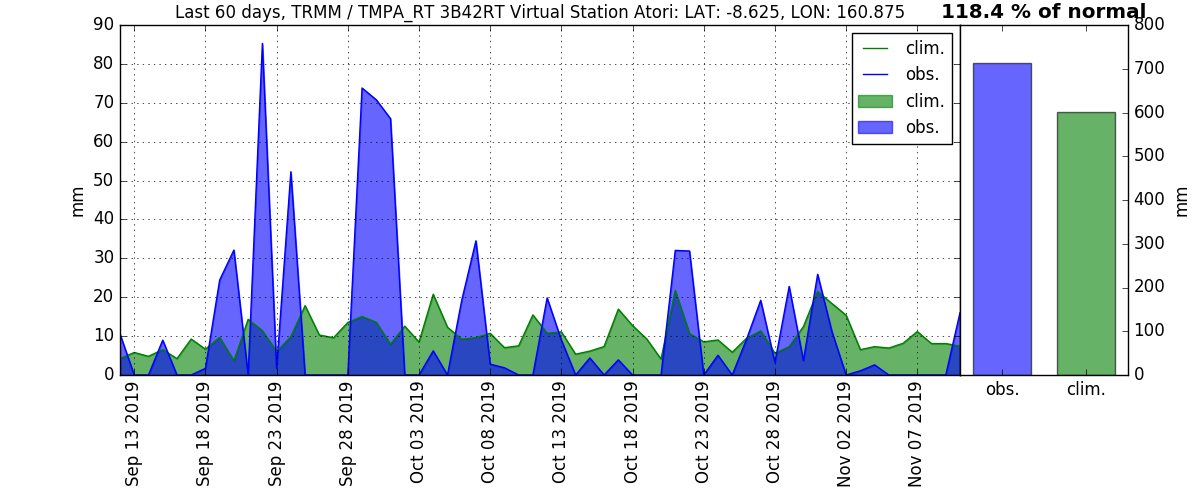 Last 60 days, TRMM / TMPA_RT 3B42RT Virtual Station Atori: LAT: -8.625, LON: 160.875
118.4 % of normal
90
80
70
60
50
40
30
20
10
0
mm
clim.
obs.
clim.
obs.
Sep 13 2019
Sep 18 2019
Sep 23 2019
Sep 28 2019
Oct 03 2019
Oct 08 2019
Oct 13 2019
Oct 18 2019
Oct 23 2019
Oct 28 2019
Nov 02 2019
Nov 07 2019
800
700
600
500
400
300
200
100
0
mm
obs.
clim.